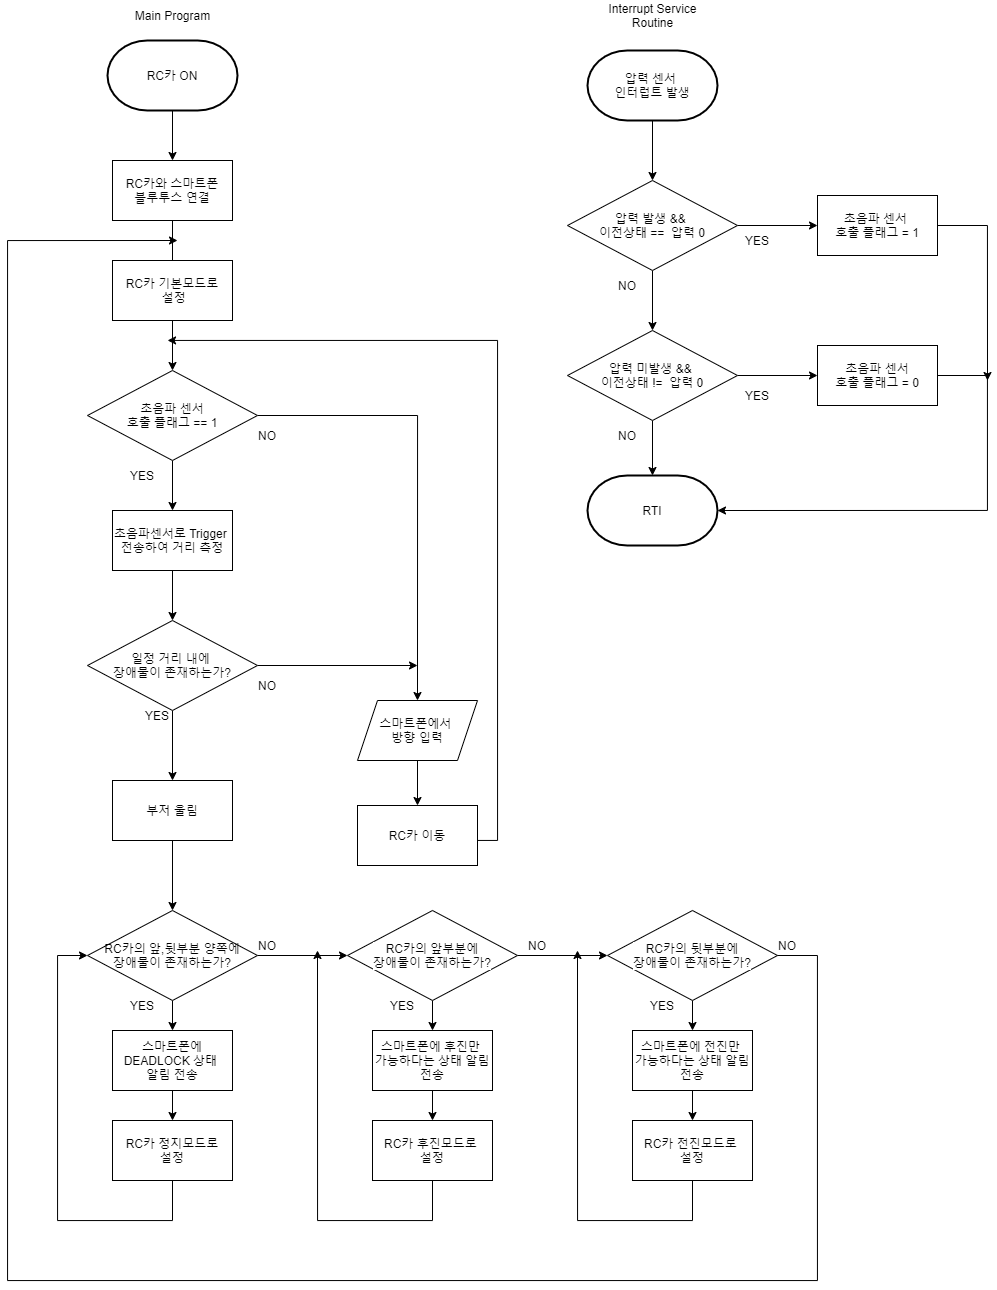 Main Program
RC카 ON
RC카와 스마트폰
블루투스 연결
RC카 기본모드로
설정
초음파 센서
호출 플래그 == 1
NO
YES
초음파센서로 Trigger
전송하여 거리 측정
일정 거리 내에
장애물이 존재하는가?
NO
YES
스마트폰에서
방향 입력
부저 울림
RC카 이동
RC카의 앞,뒷부분 양쪽에
장애물이 존재하는가?
NO
YES
스마트폰에
DEADLOCK 상태
알림 전송
RC카 정지모드로
설정
RC카의 앞부분에
장애물이 존재하는가?
NO
YES
스마트폰에 후진만
가능하다는 상태 알림
전송
RC카 후진모드로
설정
RC카의 뒷부분에
장애물이 존재하는가?
NO
YES
스마트폰에 전진만
가능하다는 상태 알림
전송
RC카 전진모드로
설정
Interrupt Service
Routine
압력 센서
인터럽트 발생
압력 발생 &&
이전상태 == 압력 0
YES
초음파 센서
호출 플래그 = 1
NO
압력 미발생 &&
이전상태 != 압력 0
YES
초음파 센서
호출 플래그 = 0
NO
RTI